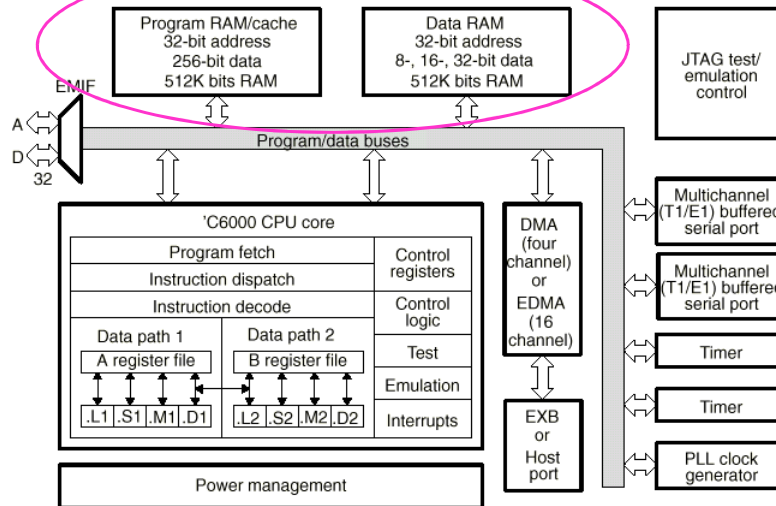 Program RAM/cache
32-bit address
256-bit data
512K bits RAM
Data RAM
32-bit address
8-, 16-, 32-bit data
512K bits RAM
JTAG test/
emulation
control
EMIF
A
D
32
Program/data buses
'C6000 CPU core
Program fetch
Instruction dispatch
Instruction decode
Control
registers
Control
logic
Test
Emulation
Interrupts
Data path 1
A register file
.L1 .S1 .M1 .D1
Data path 2
B register file
.L2 .S2 .M2 .D2
DMA
(four
channel)
or
EDMA
(16
channel)
EXB
or
Host
port
Multichannel
(T1/E1) buffered
serial port
Multichannel
(T1/E1) buffered
serial port
Timer
Timer
PLL clock
generator
Power management